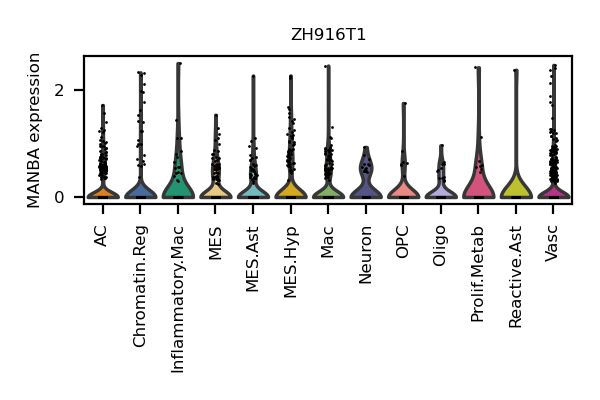 ZH916T1
MANBA expression
2
0
AC
Chromatin.Reg
Inflammatory.Mac
MES
MES.Ast
MES.Hyp
Mac
Neuron
OPC
Oligo
Prolif.Metab
Reactive.Ast
Vasc